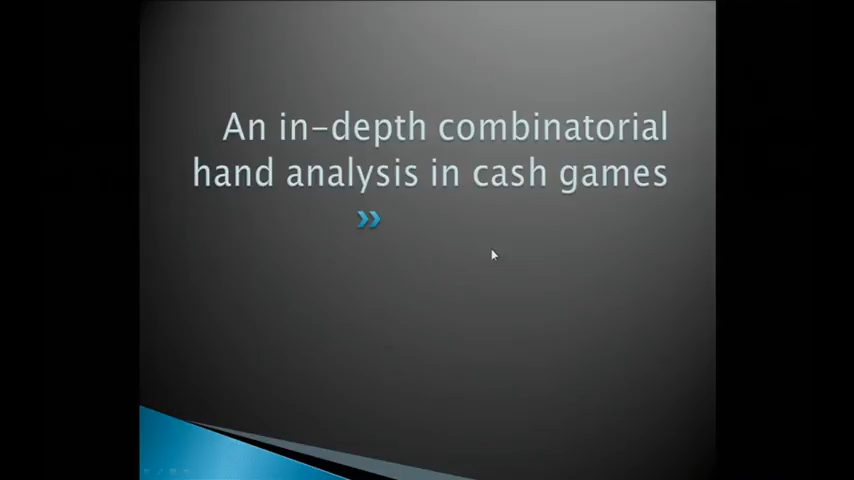 An in-depth combinatorial
hand analysis in cash games